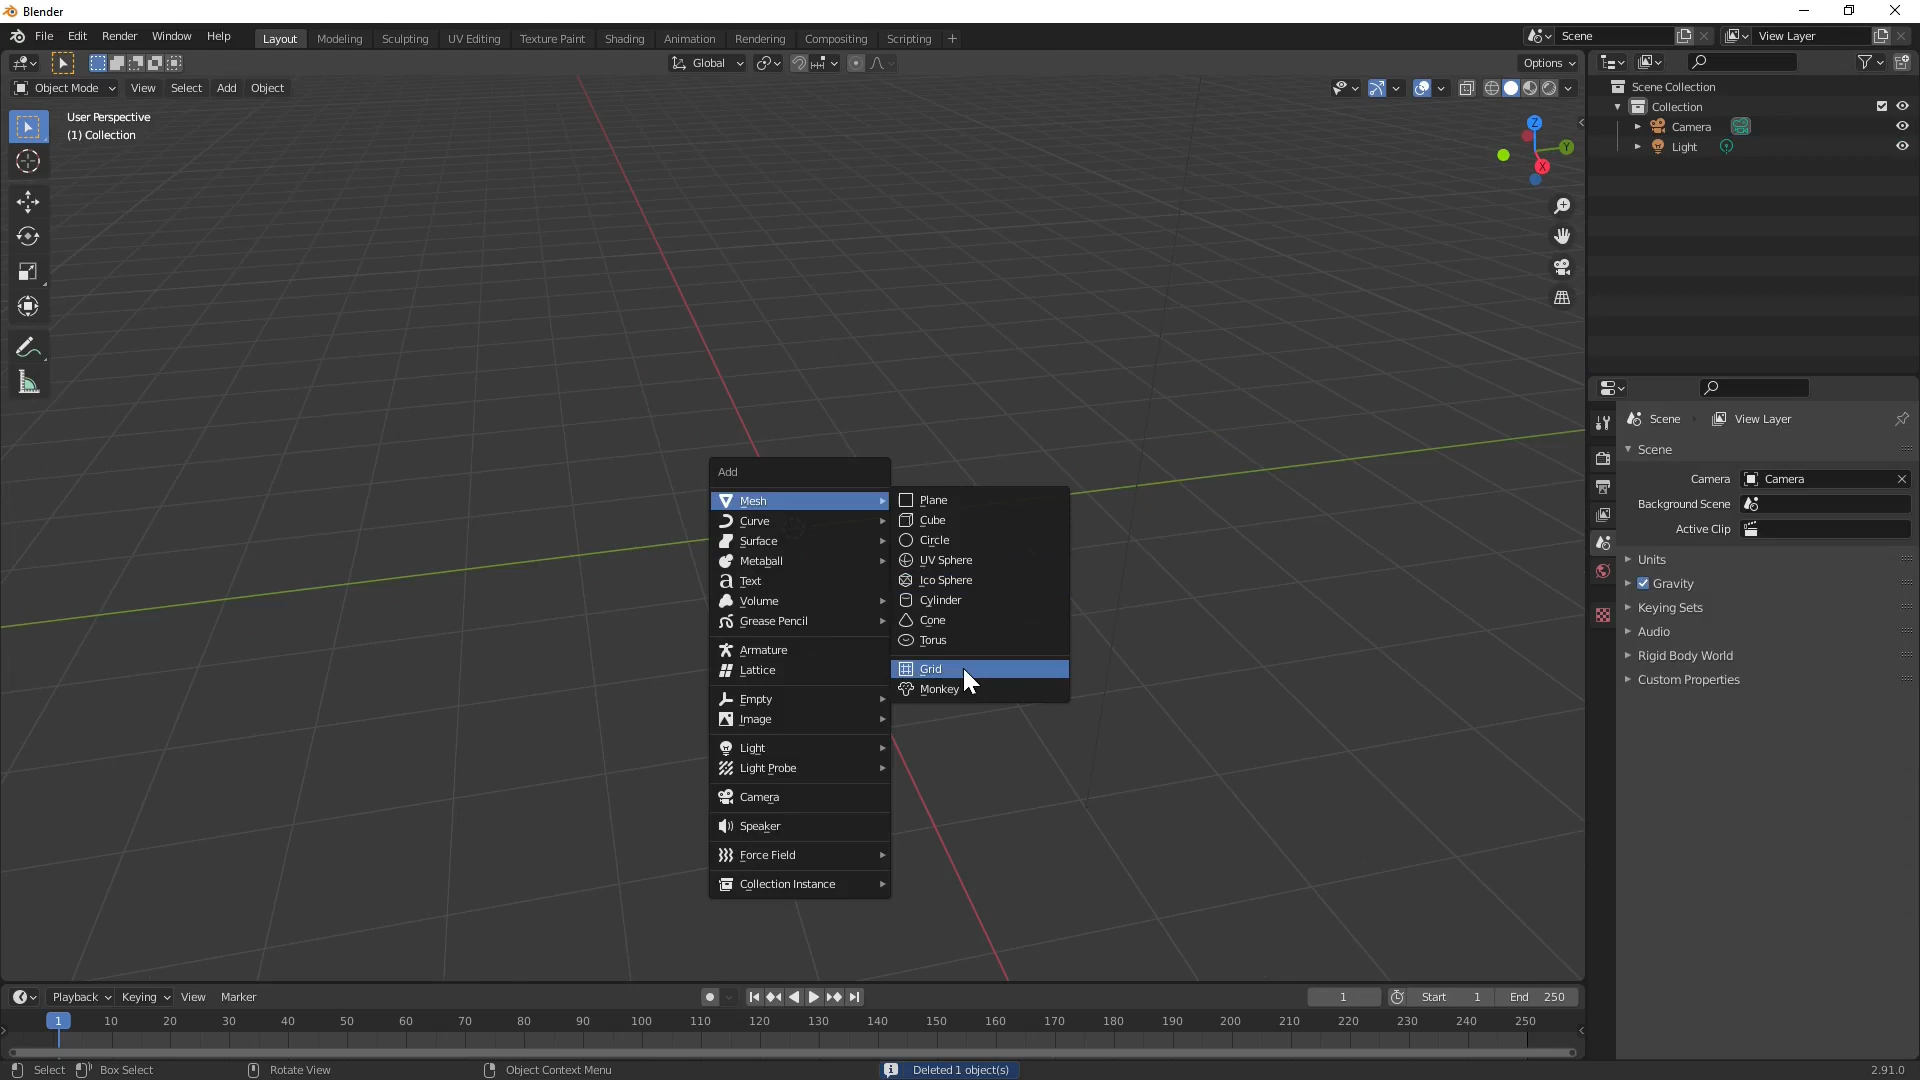 Blender
File Edit Render Window Help Layout Modeling Sculpting UV Editing Texture Paint Shading Animation Rendering Compositing Scripting + Scene View Layer
Global Options
Object Mode View Select Add Object
User Perspective
(1) Collection
Z
Y
X
Scene Collection
Collection
Camera
Light
Scene View Layer
Scene
Camera Camera
Background Scene
Active Clip
Units
Gravity
Keying Sets
Audio
Rigid Body World
Custom Properties
Add
Mesh
Curve
Surface
Metaball
Text
Volume
Grease Pencil
Armature
Lattice
Empty
Image
Light
Light Probe
Camera
Speaker
Force Field
Collection Instance
Plane
Cube
Circle
UV Sphere
Ico Sphere
Cylinder
Cone
Torus
Grid
Monkey
Playback Keying View Marker 1 Start 1 End 250
1 10 20 30 40 50 60 70 80 90 100 110 120 130 140 150 160 170 180 190 200 210 220 230 240 250
Select Box Select Rotate View Object Context Menu Deleted 1 object(s) 2.91.0